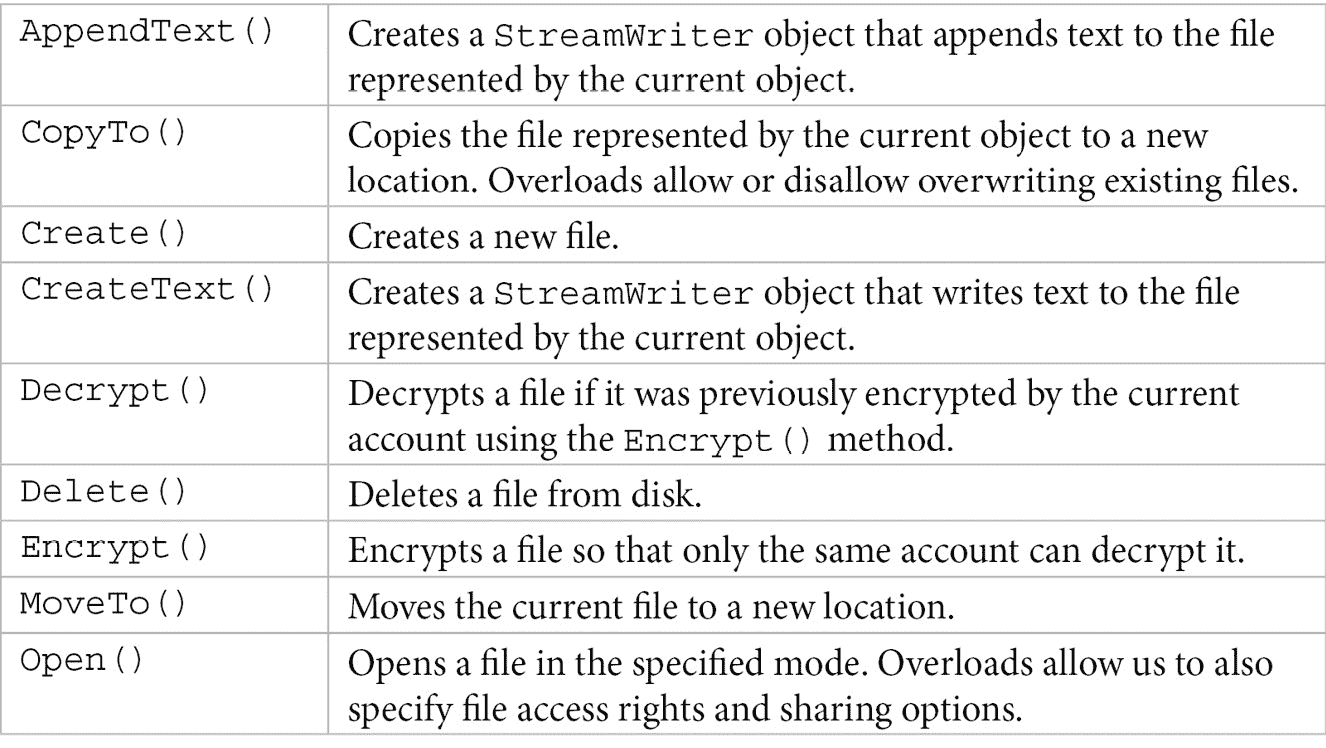 AppendText()
Creates a StreamWriter object that appends text to the file
represented by the current object.
CopyTo()
Copies the file represented by the current object to a new
location. Overloads allow or disallow overwriting existing files.
Create()
Creates a new file.
CreateText()
Creates a StreamWriter object that writes text to the file
represented by the current object.
Decrypt()
Decrypts a file if it was previously encrypted by the current
account using the Encrypt() method.
Delete()
Deletes a file from disk.
Encrypt()
Encrypts a file so that only the same account can decrypt it.
MoveTo()
Moves the current file to a new location.
Open()
Opens a file in the specified mode. Overloads allow us to also
specify file access rights and sharing options.